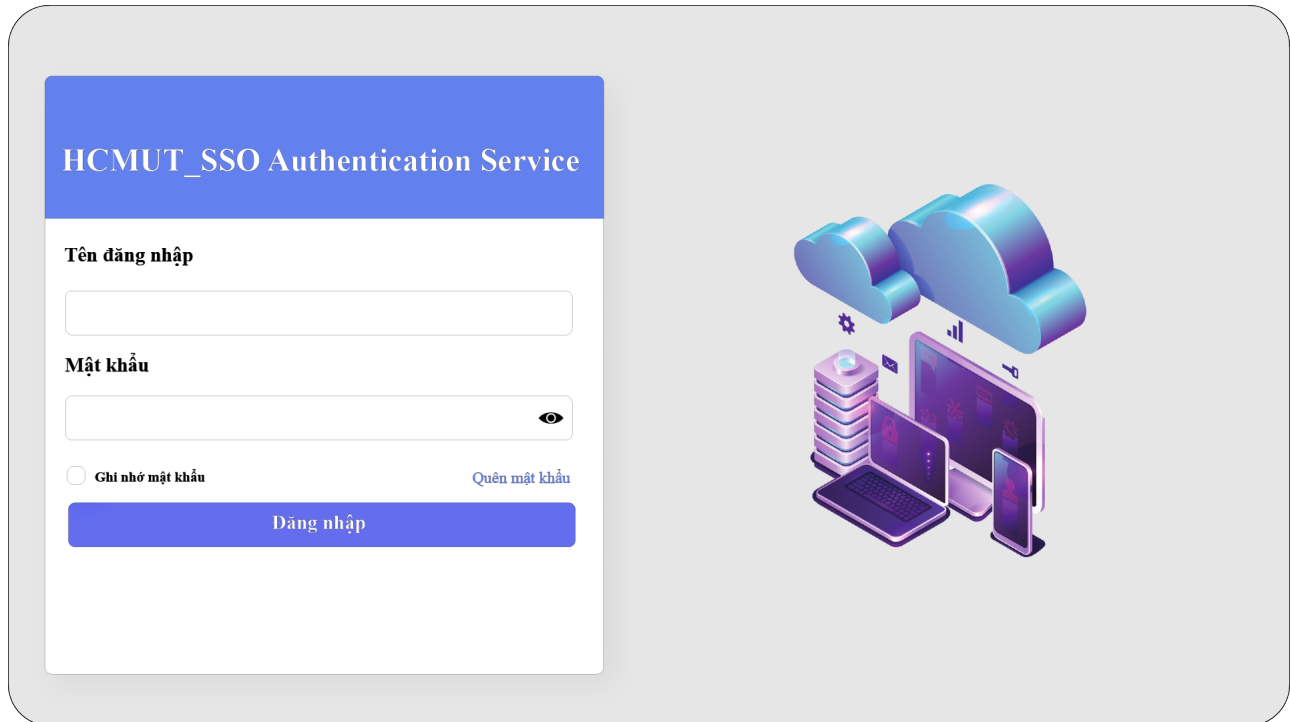 HCMUT_SSO Authentication Service
Tên đăng nhập
Mật khẩu
Ghi nhớ mật khẩu
Quên mật khẩu
Đăng nhập